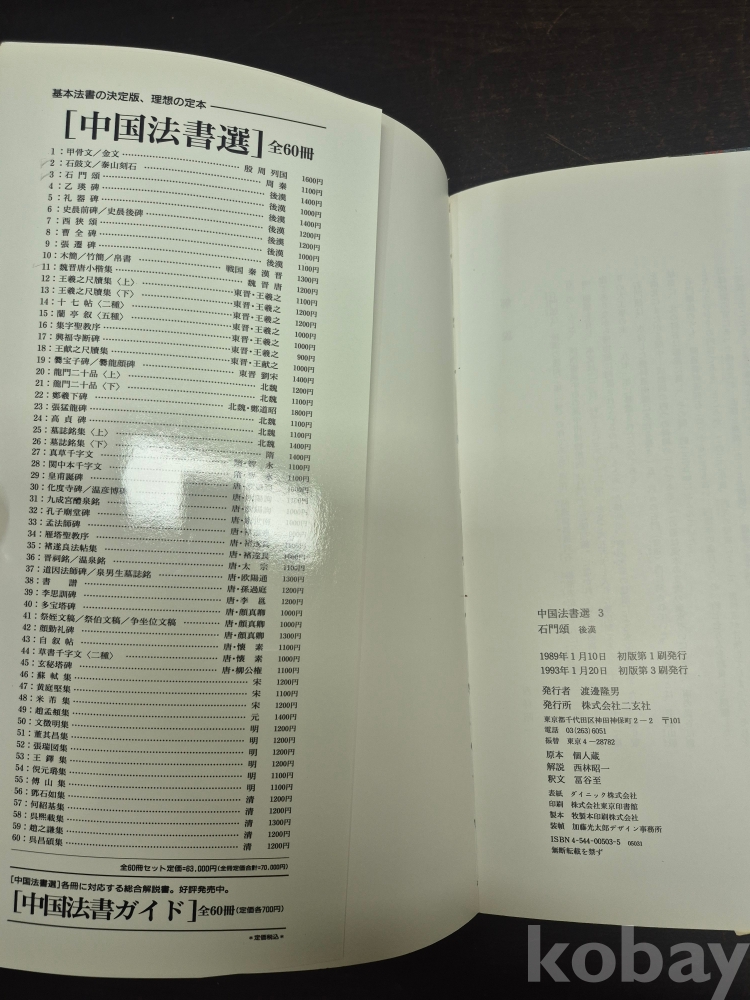 基本法書の決定版、理想の定本
[中国法書選]全60冊
1：甲骨文／金文 殷 周 列国 1600円
2：石鼓文／泰山刻石 周 秦 1100円
3：石門頌 後漢 1400円
4：乙瑛碑 後漢 1000円
5：礼器碑 後漢 1400円
6：史晨前碑／史晨後碑 後漢 1200円
7：西狭頌 後漢 1200円
8：曹全碑 後漢 1000円
9：張遷碑 後漢 1100円
10：木簡／竹簡／帛書 戦国 秦 漢 晋 1300円
11：魏晋唐小楷集 魏 晋 唐 1200円
12：王羲之尺牘集〈上〉 東晋・王羲之 1100円
13：王羲之尺牘集〈下〉 東晋・王羲之 1100円
14：十七帖〈二種〉 東晋・王羲之 1000円
15：蘭亭叙〈五種〉 東晋・王羲之 1200円
16：集字聖教序 東晋・王羲之 1000円
17：興福寺断碑 東晋・王羲之 900円
18：王献之尺牘集 東晋・王献之 1000円
19：爨宝子碑／爨龍顔碑 東晋 劉宋 1400円
20：龍門二十品〈上〉 北魏 1200円
21：龍門二十品〈下〉 北魏 1100円
22：鄭羲下碑 北魏・鄭道昭 1800円
23：張猛龍碑 北魏 1100円
24：高貞碑 北魏 1100円
25：墓誌銘集〈上〉 北魏 1100円
26：墓誌銘集〈下〉 隋 1400円
27：真草千字文 隋・智永 1100円
28：関中本千字文
29：皇甫誕碑
30：化度寺碑／温彦博碑
31：九成宮醴泉銘
32：孔子廟堂碑
33：孟法師碑
34：雁塔聖教序 唐・褚遂良
35：褚遂良法帖集 唐・褚遂良
36：晋祠銘／温泉銘 唐・太宗 1100円
37：道因法師碑／泉男生墓誌銘 唐・欧陽通 1300円
38：書譜 唐・孫過庭 1200円
39：李思訓碑 唐・李邕 1000円
40：多宝塔碑 唐・顔真卿 1200円
41：祭姪文稿／祭伯文稿／争坐位文稿 唐・顔真卿 1300円
42：顔勤礼碑 唐・顔真卿 1300円
43：自叙帖 唐・懐素 1000円
44：草書千字文〈二種〉 唐・懐素 1000円
45：玄秘塔碑 唐・柳公権 1100円
46：蘇軾集 宋 1200円
47：黄庭堅集 宋 1100円
48：米芾集 宋 1200円
49：趙孟頫集 元 1400円
50：文徴明集 明 1200円
51：董其昌集 明 1200円
52：張瑞図集 明 1200円
53：王鐸集 明 1200円
54：倪元璐集 明 1100円
55：傅山集 明 1100円
56：鄧石如集 清 1200円
57：何紹基集 清 1200円
58：呉熙載集 清 1300円
59：趙之謙集 清 1200円
60：呉昌碩集 清 1200円
全60冊セット定価=63,000円(全冊定価合計=70,000円)
[中国法書選]各冊に対応する総合解説書。好評発売中。
[中国法書ガイド]全60冊(定価各700円)
＊定価税込＊
中国法書選 3
石門頌 後漢
1989年1月10日 初版第1刷発行
1993年1月20日 初版第3刷発行
発行者 渡邊隆男
発行所 株式会社二玄社
東京都千代田区神田神保町2－2 〒101
電話 03(263)6051
振替 東京4－28782
原本 個人蔵
解説 西林昭一
釈文 冨谷至
表紙 ダイニック株式会社
印刷 株式会社東京印書館
製本 牧製本印刷株式会社
装幀 加藤光太郎デザイン事務所
ISBN4-544-00503-5 05031
無断転載を禁ず
kobay